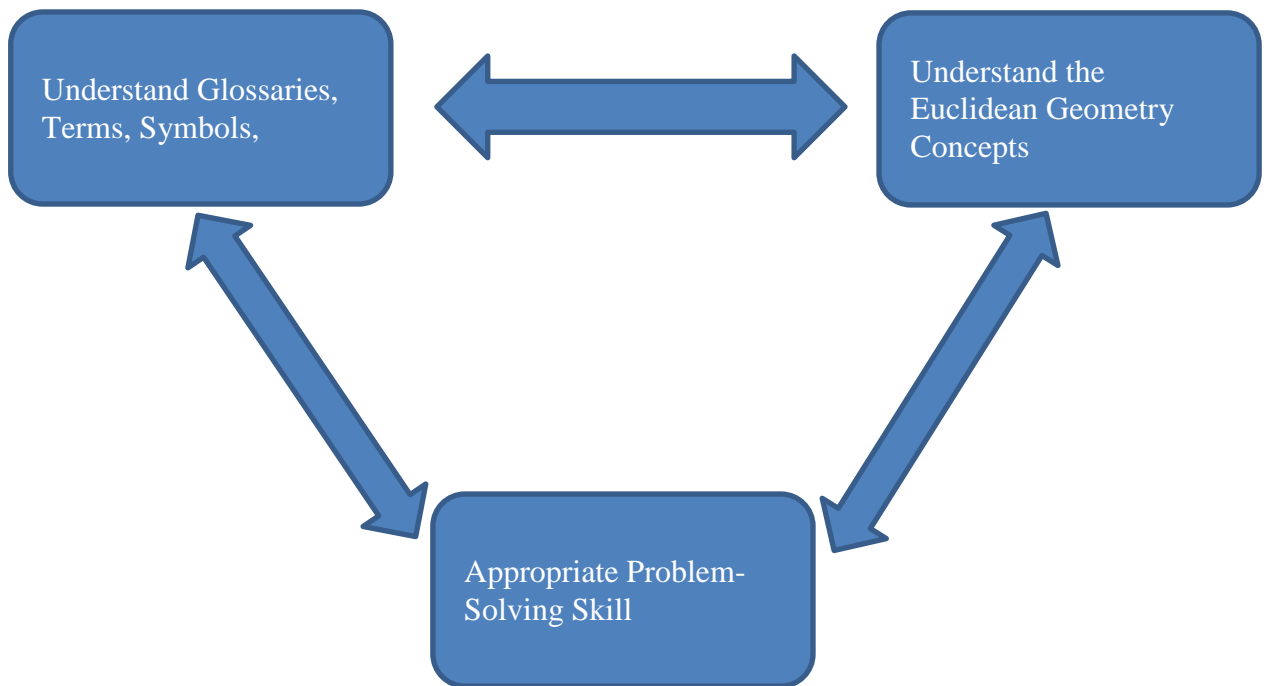 Understand Glossaries,
Terms, Symbols,
Understand the
Euclidean Geometry
Concepts
Appropriate Problem-
Solving Skill